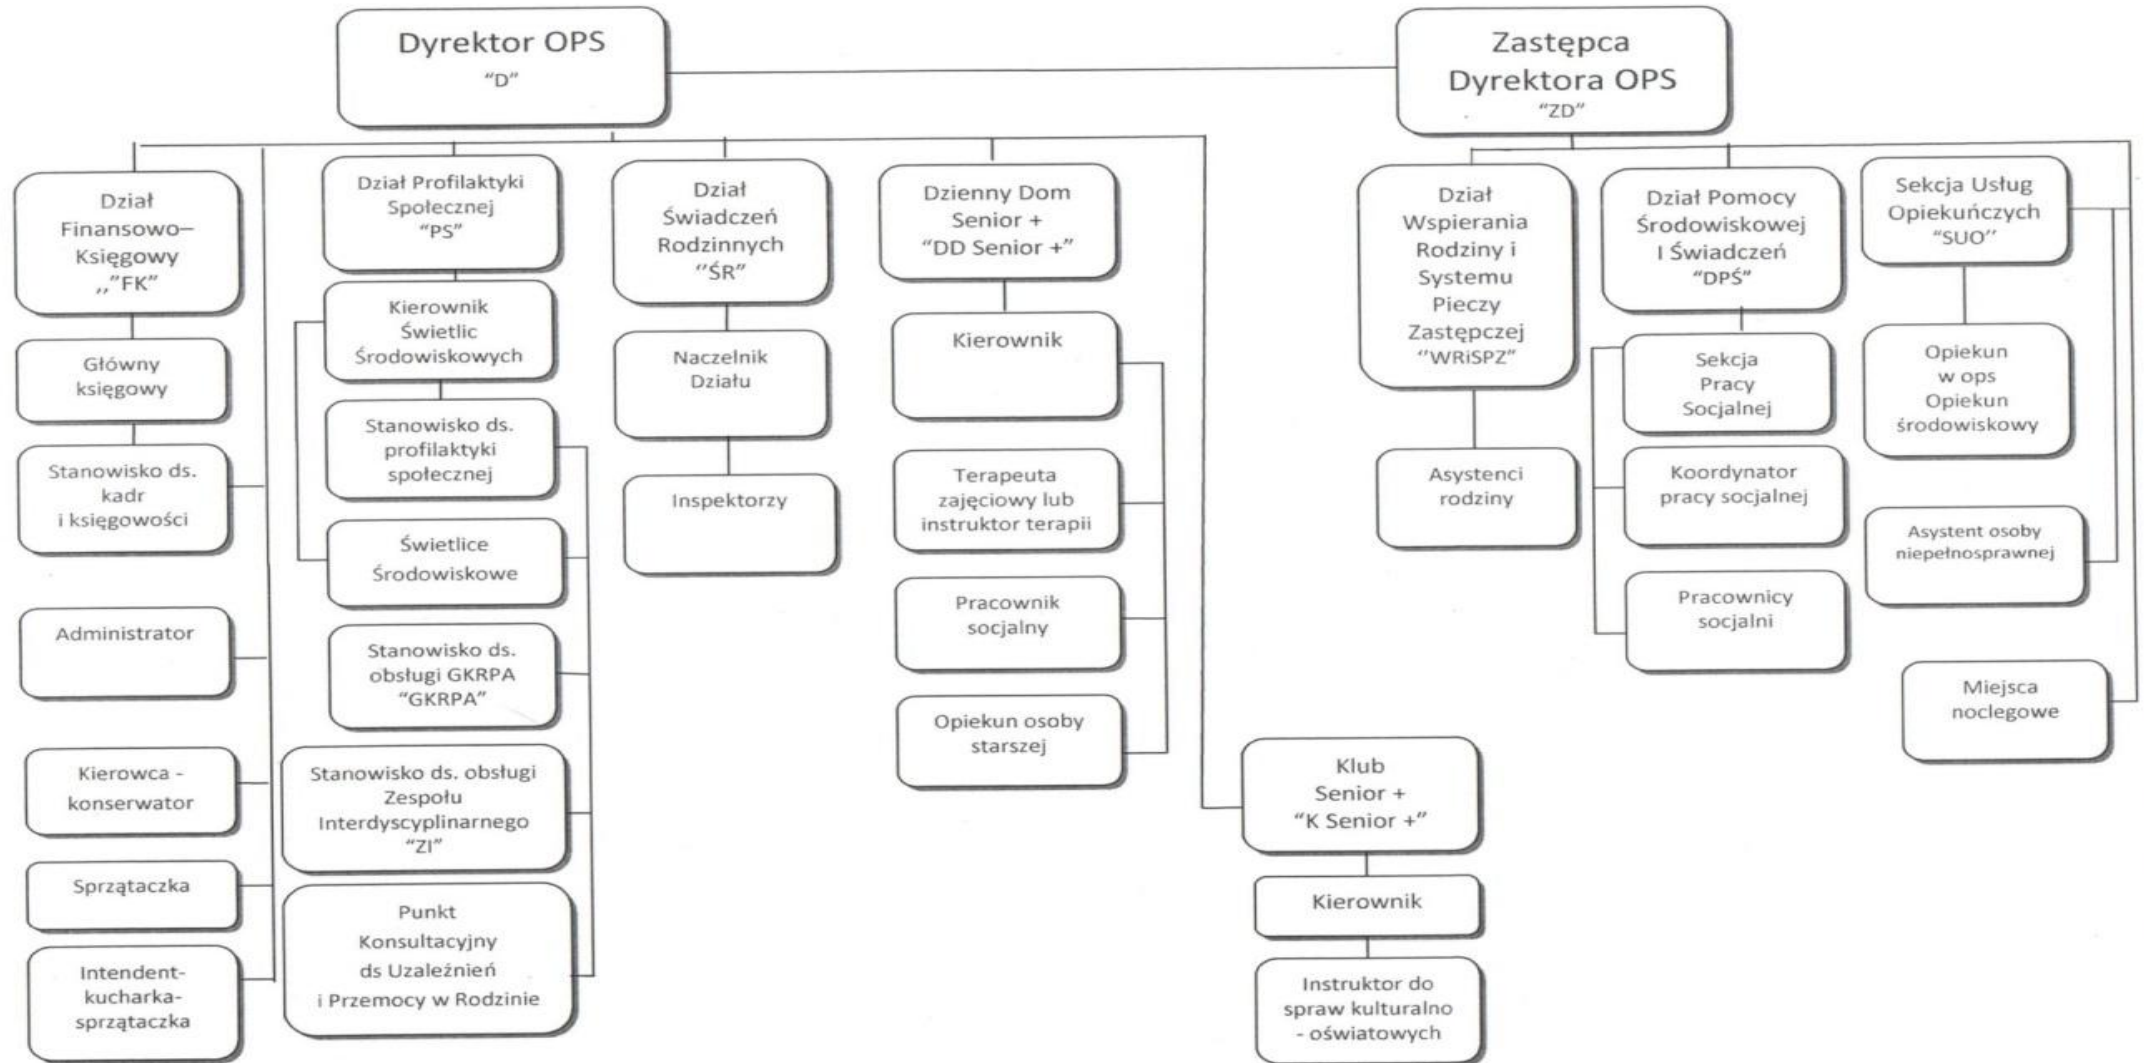 Dyrektor OPS
“D”
Zastępca
Dyrektora OPS
“ZD”
Dział
Finansowo–
Księgowy
„”FK”
Główny
księgowy
Stanowisko ds.
kadr
i księgowości
Administrator
Kierowca -
konserwator
Sprzątaczka
Intendent-
kucharka-
sprzątaczka
Dział Profilaktyki
Społecznej
“PS”
Kierownik
Świetlic
Środowiskowych
Stanowisko ds.
profilaktyki
społecznej
Świetlice
Środowiskowe
Stanowisko ds.
obsługi GKRPA
“GKRPA”
Stanowisko ds. obsługi
Zespołu
Interdyscyplinarnego
“ZI”
Punkt
Konsultacyjny
ds Uzależnień
i Przemocy w Rodzinie
Dział
Świadczeń
Rodzinnych
‘’ŚR”
Naczelnik
Działu
Inspektorzy
Dzienny Dom
Senior +
“DD Senior +”
Kierownik
Terapeuta
zajęciowy lub
instruktor terapii
Pracownik
socjalny
Opiekun osoby
starszej
Klub
Senior +
“K Senior +”
Kierownik
Instruktor do
spraw kulturalno
- oświatowych
Dział
Wspierania
Rodziny i
Systemu
Pieczy
Zastępczej
‘’WRiSPZ”
Asystenci
rodziny
Dział Pomocy
Środowiskowej
I Świadczeń
“DPŚ”
Sekcja
Pracy
Socjalnej
Koordynator
pracy socjalnej
Pracownicy
socjalni
Sekcja Usług
Opiekuńczych
“SUO’’
Opiekun
w ops
Opiekun
środowiskowy
Asystent osoby
niepełnosprawnej
Miejsca
noclegowe